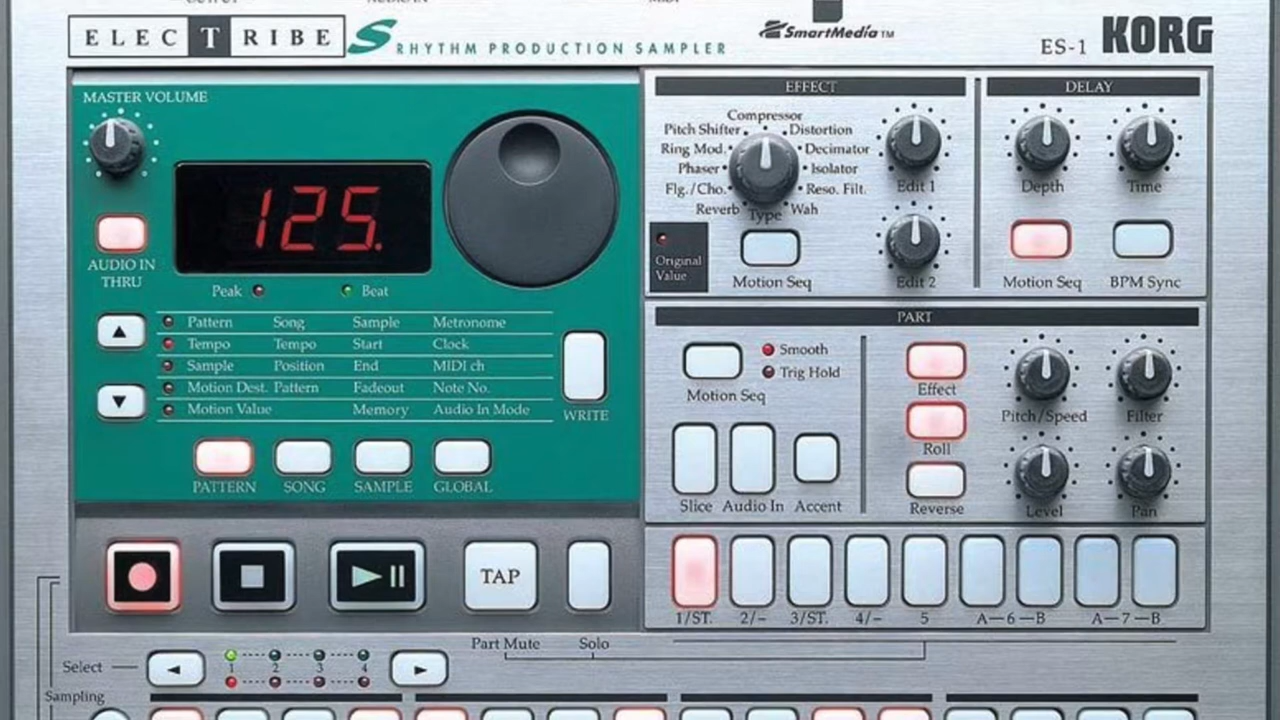 ELECTRIBE S RHYTHM PRODUCTION SAMPLER
SmartMedia TM
ES-1 KORG
MASTER VOLUME
125.
AUDIO IN
THRU
Peak
Beat
Pattern Song Sample Metronome
Tempo Tempo Start Clock
Sample Position End MIDI ch
Motion Dest. Pattern Fadeout Note No.
Motion Value Memory Audio In Mode
WRITE
PATTERN SONG SAMPLE GLOBAL
TAP
EFFECT
Compressor
Pitch Shifter Distortion
Ring Mod. Decimator
Phaser Isolator
Flg./Cho. Reso. Filt.
Reverb Type Wah
Original
Value
Motion Seq
Edit 1
Edit 2
DELAY
Depth Time
Motion Seq BPM Sync
PART
Smooth
Trig Hold
Motion Seq
Slice Audio In Accent
Effect
Roll
Reverse
Pitch/Speed Filter
Level Pan
1/ST. 2/- 3/ST. 4/- 5 A-6-B A-7-B
Part Mute Solo
Select
1 2 3 4
Sampling